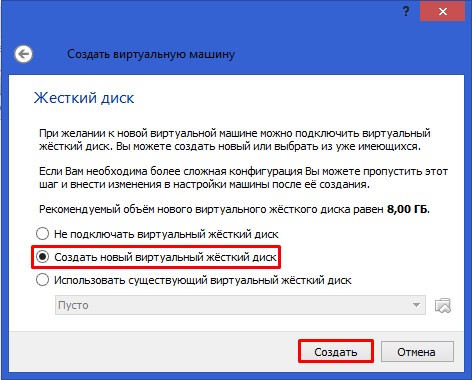 ?
Создать виртуальную машину
Жесткий диск
При желании к новой виртуальной машине можно подключить виртуальный
жёсткий диск. Вы можете создать новый или выбрать из уже имеющихся.
Если Вам необходима более сложная конфигурация Вы можете пропустить этот
шаг и внести изменения в настройки машины после её создания.
Рекомендуемый объём нового виртуального жёсткого диска равен 8,00 ГБ.
Не подключать виртуальный жёсткий диск
Создать новый виртуальный жёсткий диск
Использовать существующий виртуальный жёсткий диск
Пусто
Создать
Отмена